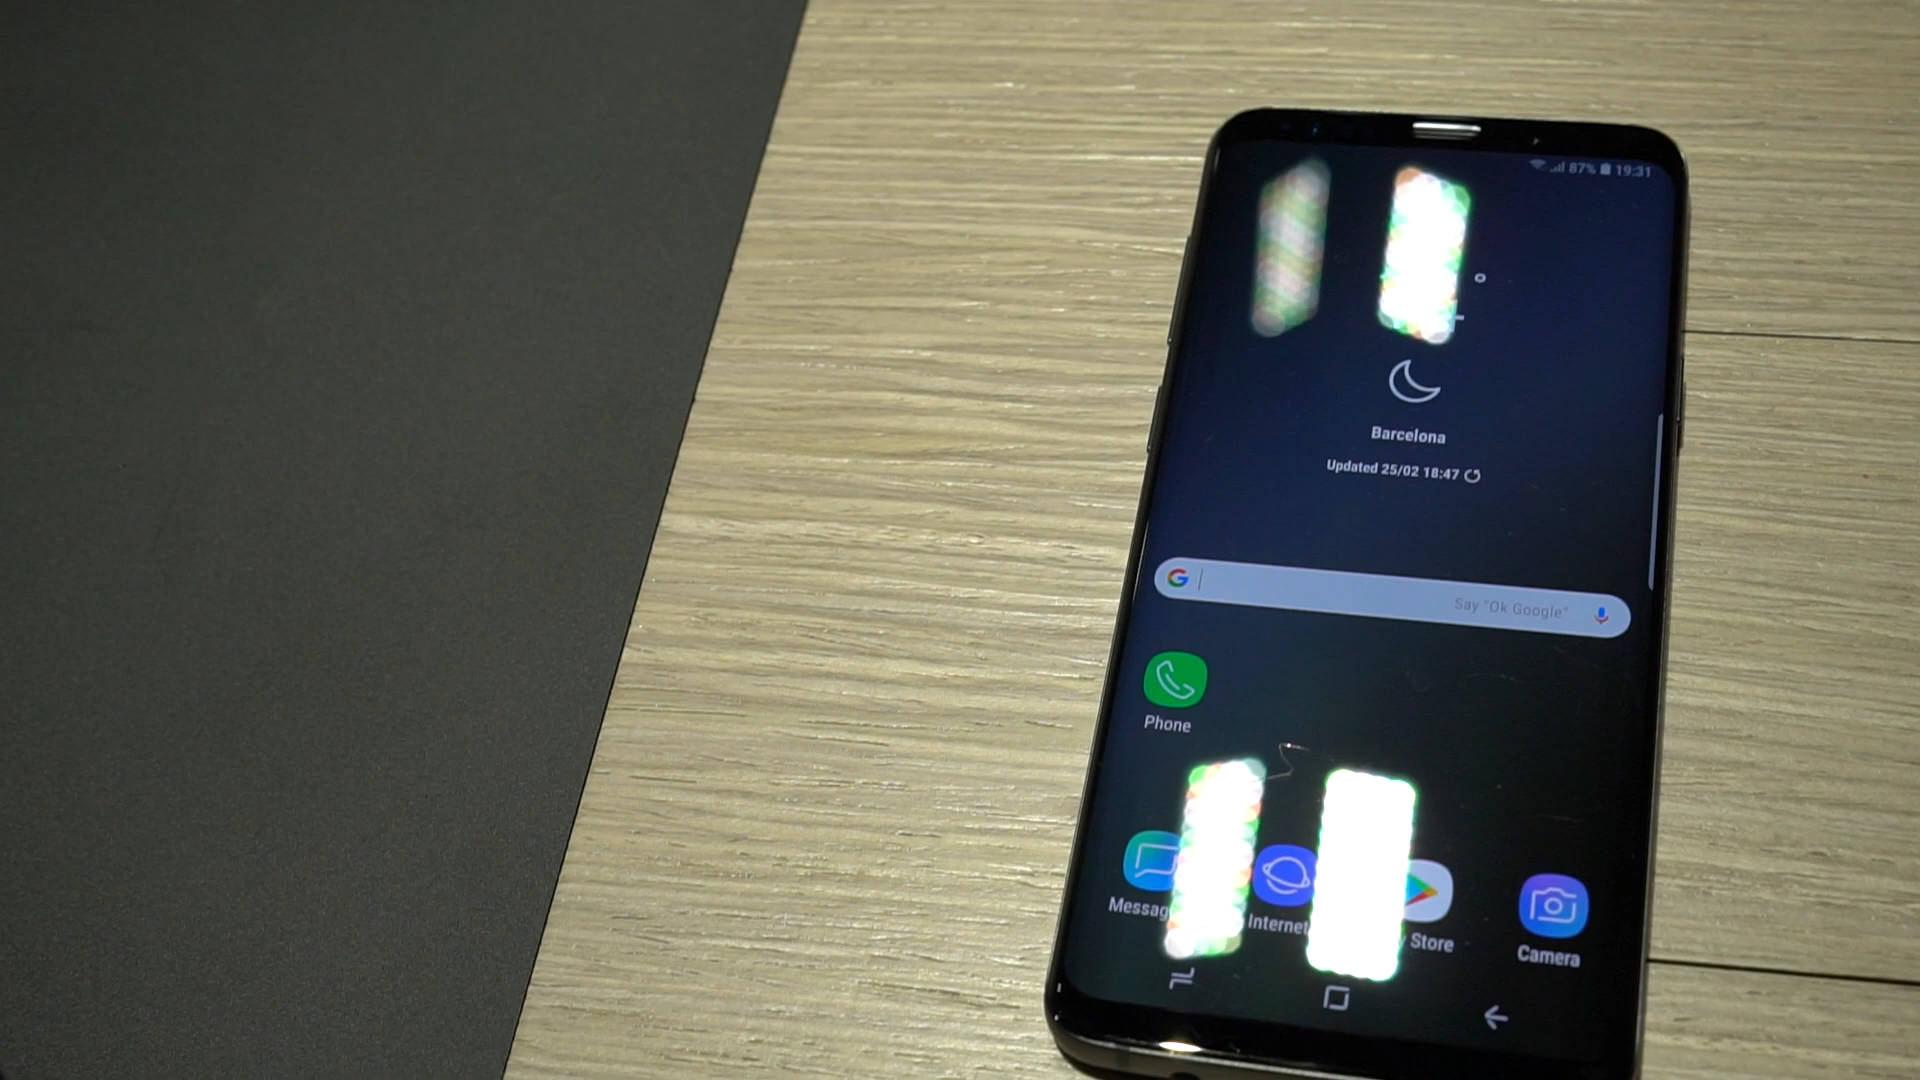 87% 19:31
Barcelona
Updated 25/02 18:47
G
Say "Ok Google"
Phone
Internet
Store
Camera